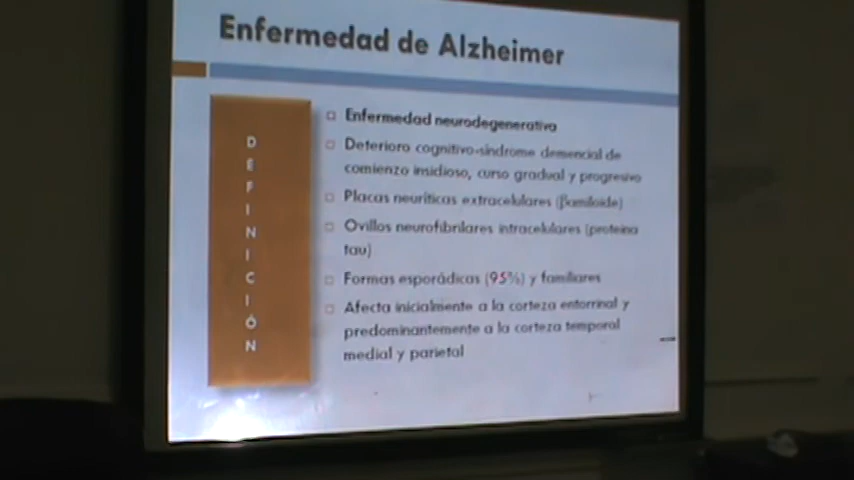 Enfermedad de Alzheimer
DEFINICIÓN
Enfermedad neurodegenerativa
Deterioro cognitivo-síndrome demencial de
comienzo insidioso, curso gradual y progresivo
Placas neuríticas extracelulares (βamiloide)
Ovillos neurofibrilares intracelulares (proteína
tau)
Formas esporádicas (95%) y familiares
Afecta inicialmente a la corteza entorrinal y
predominantemente a la corteza temporal
medial y parietal